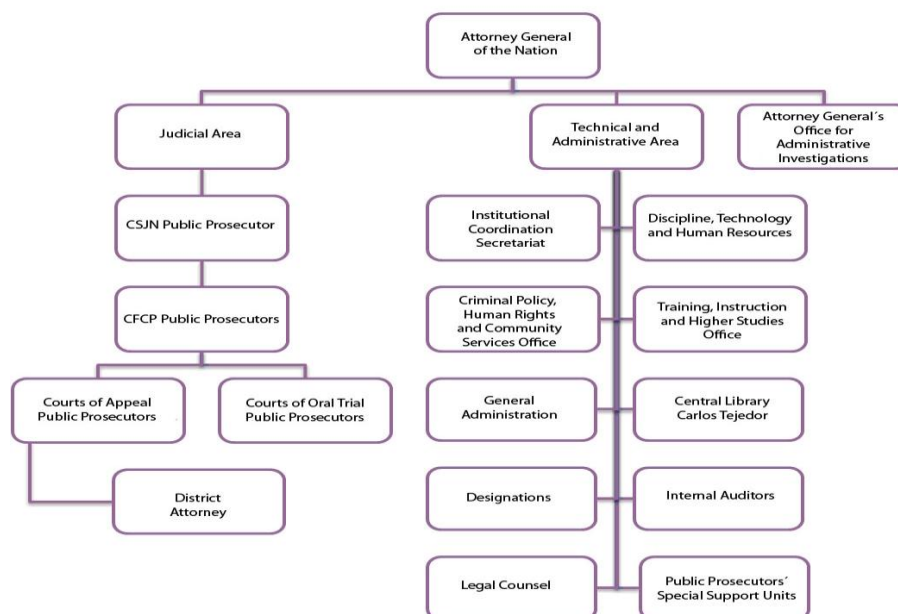 Attorney General
of the Nation
Judicial Area
Technical and
Administrative Area
Attorney General´s
Office for
Administrative
Investigations
CSJN Public Prosecutor
Institutional
Coordination
Secretariat
Discipline, Technology
and Human Resources
CFCP Public Prosecutors
Criminal Policy,
Human Rights
and Community
Services Office
Training, Instruction
and Higher Studies
Office
Courts of Appeal
Public Prosecutors
Courts of Oral Trial
Public Prosecutors
General
Administration
Central Library
Carlos Tejedor
District
Attorney
Designations
Internal Auditors
Legal Counsel
Public Prosecutors´
Special Support Units